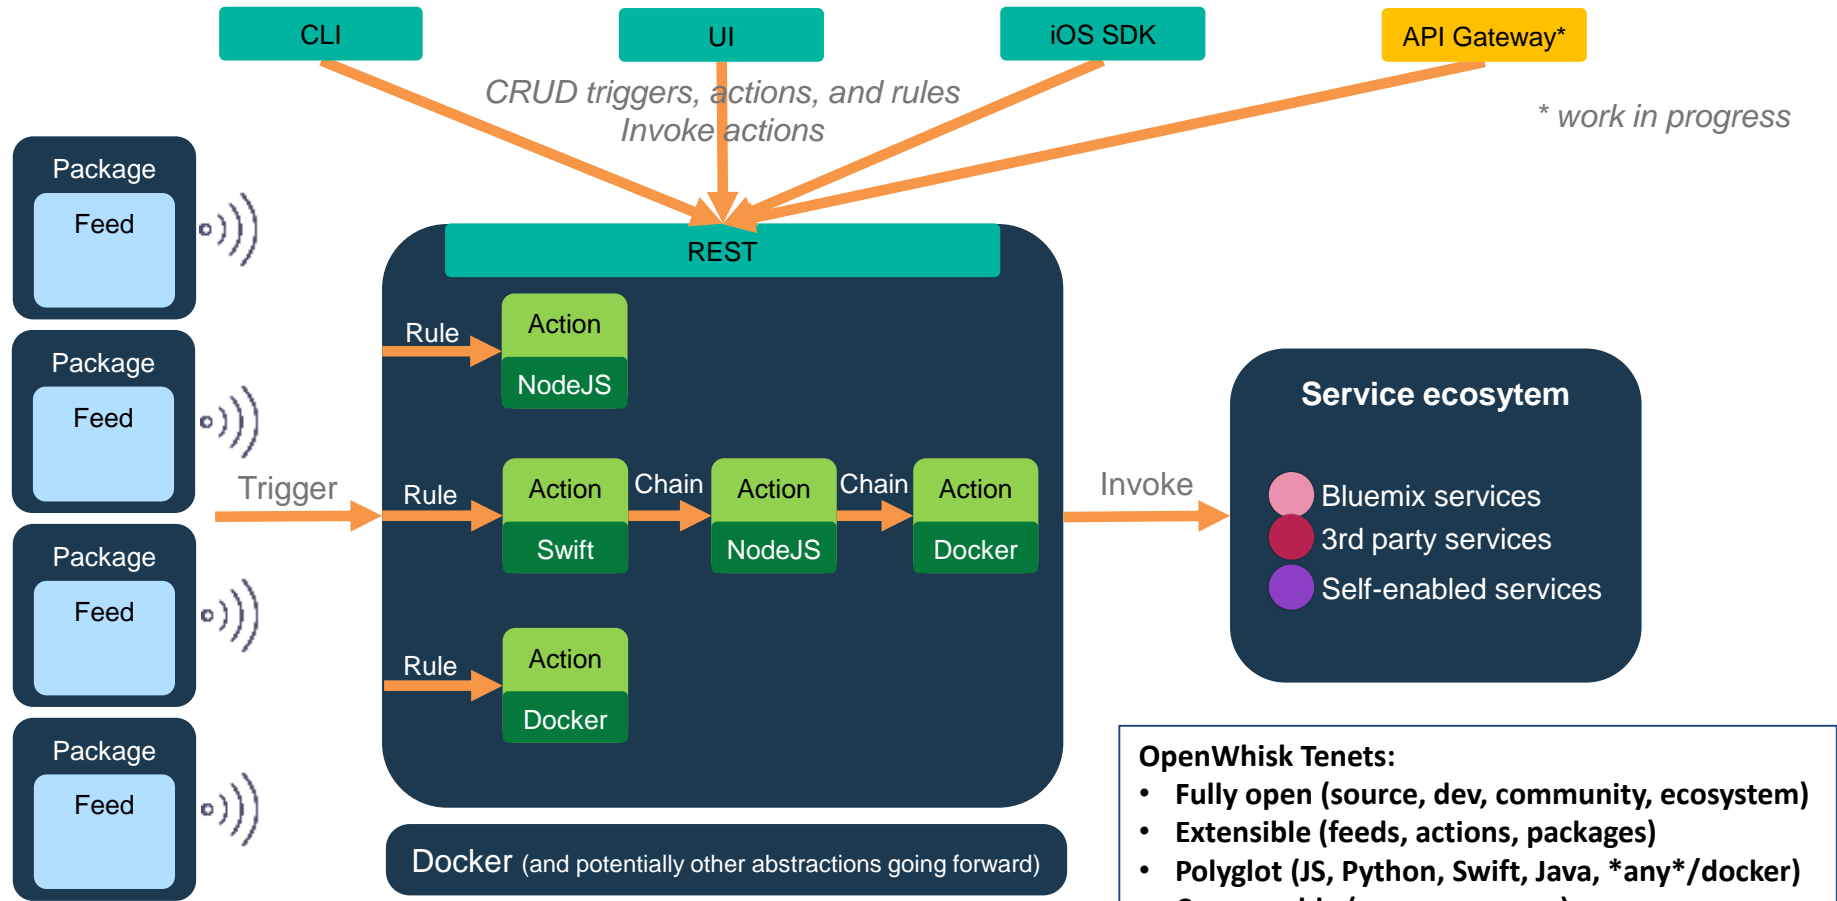 CLI
UI
iOS SDK
API Gateway*
CRUD triggers, actions, and rules
Invoke actions
* work in progress
Package
Feed
Package
Feed
Package
Feed
Package
Feed
Trigger
REST
Rule
Action
NodeJS
Rule
Action
Swift
Chain
Action
NodeJS
Chain
Action
Docker
Rule
Action
Docker
Invoke
Service ecosytem
Bluemix services
3rd party services
Self-enabled services
Docker (and potentially other abstractions going forward)
OpenWhisk Tenets:
• Fully open (source, dev, community, ecosystem)
• Extensible (feeds, actions, packages)
• Polyglot (JS, Python, Swift, Java, *any*/docker)